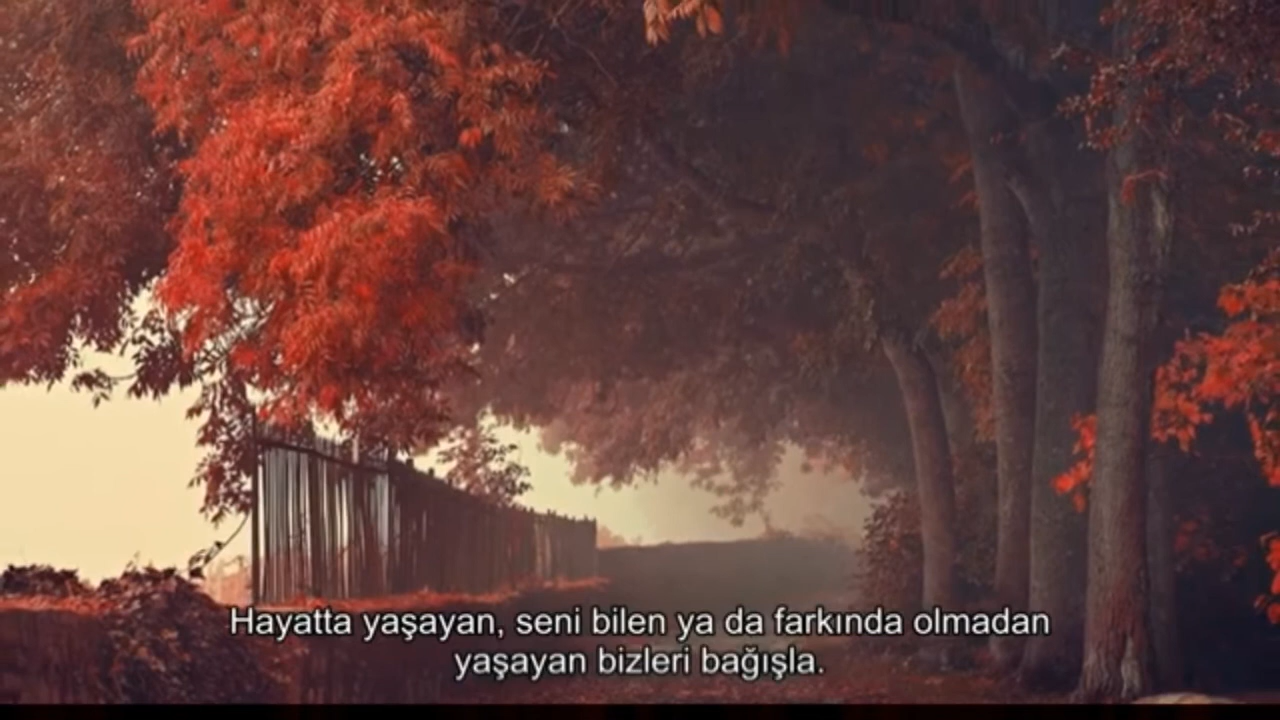 Hayatta yaşayan, seni bilen ya da farkında olmadan
yaşayan bizleri bağışla.